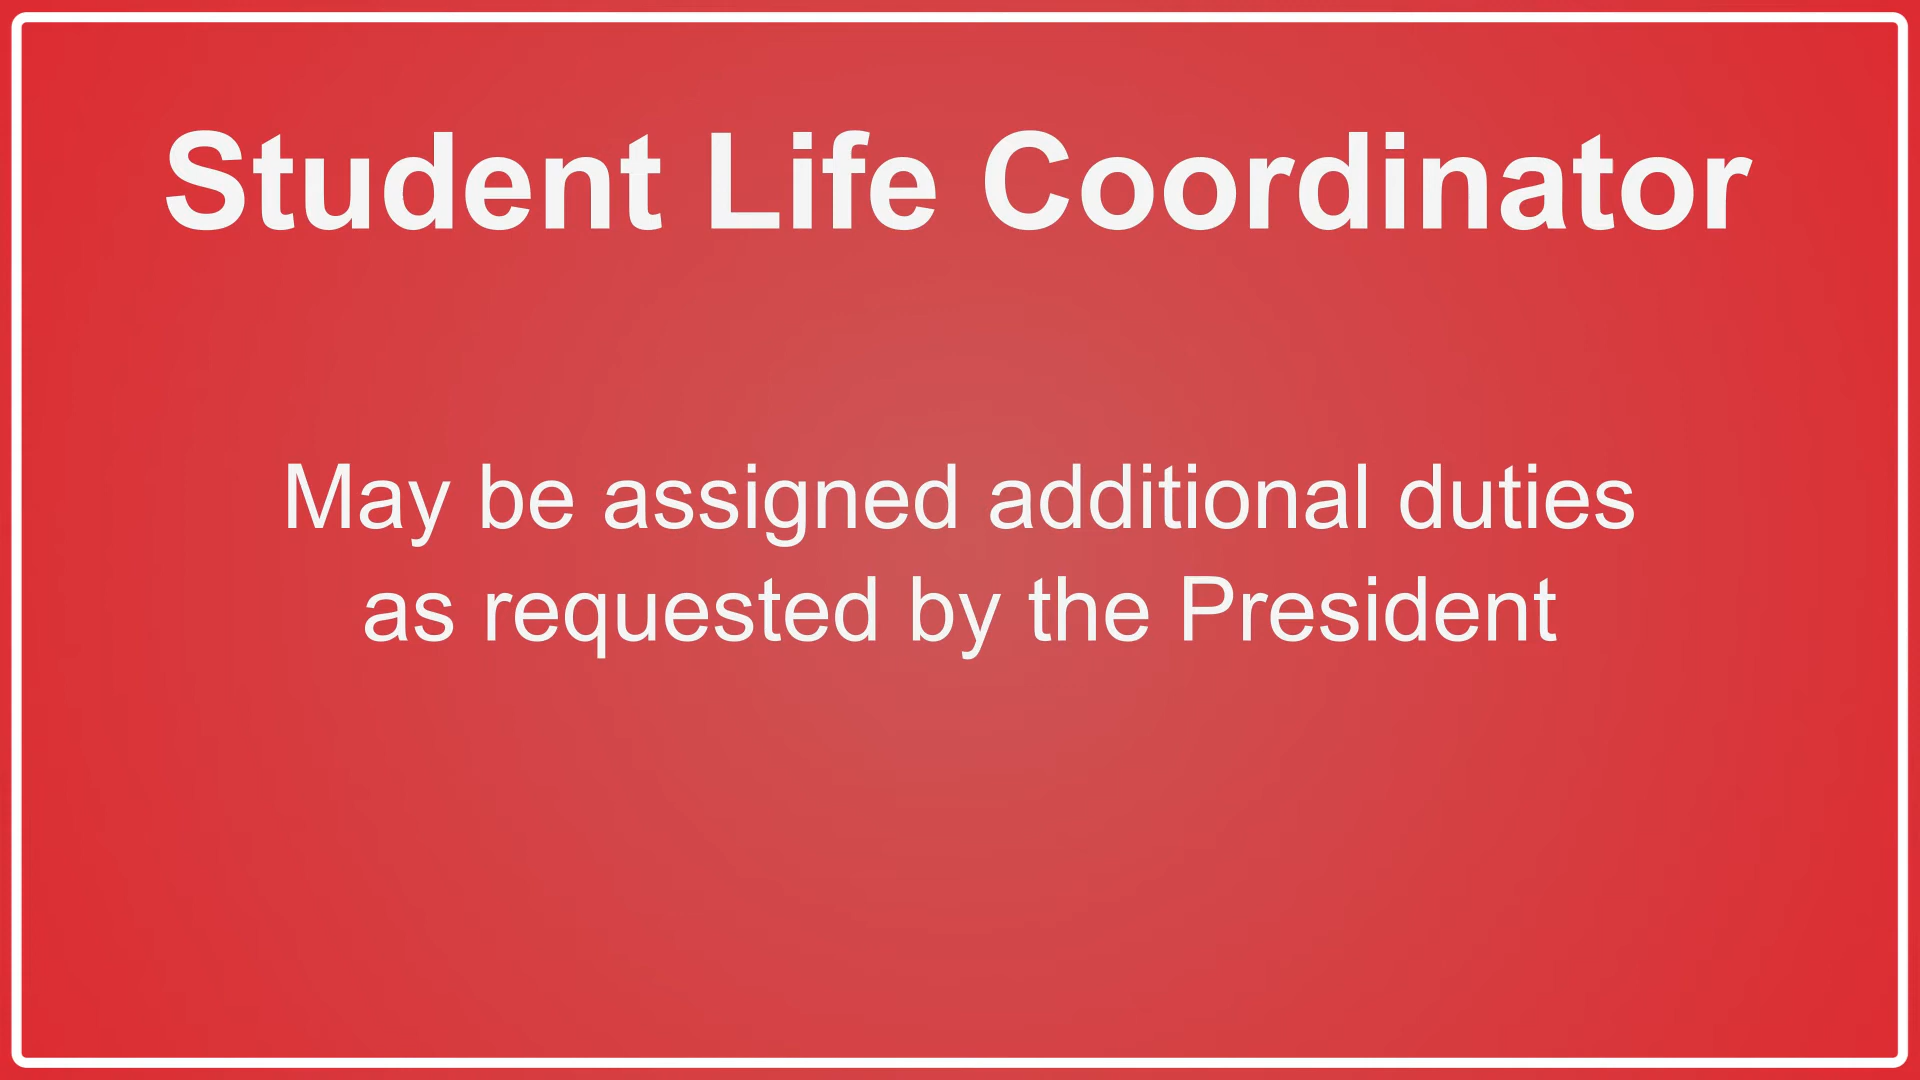 Student Life Coordinator
May be assigned additional duties
as requested by the President